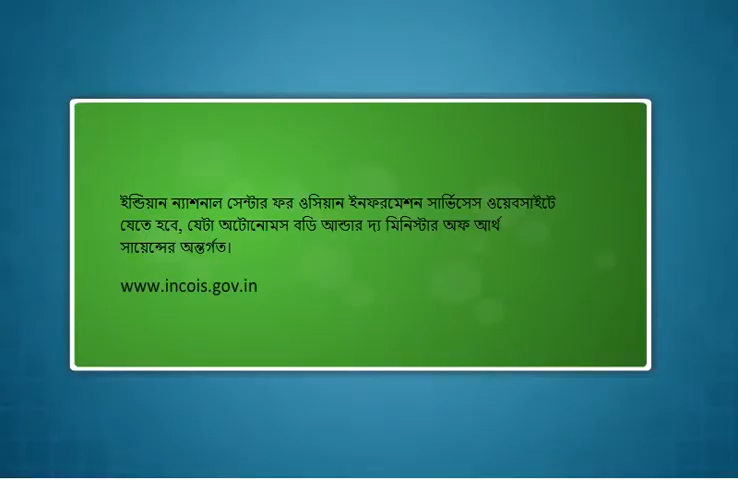 ইন্ডিয়ান ন্যাশনাল সেন্টার ফর ওসিয়ান ইনফরমেশন সার্ভিসেস ওয়েবসাইটে
যেতে হবে, যেটা অটোনোমস বডি আন্ডার দ্য মিনিস্টার অফ আর্থ
সায়েন্সের অন্তর্গত।
www.incois.gov.in